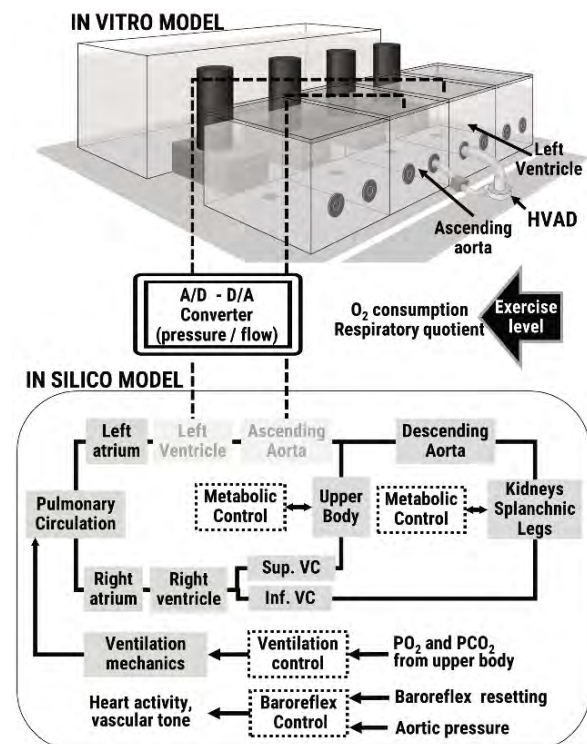 IN VITRO MODEL
Left
Ventricle
HVAD
Ascending
aorta
A/D - D/A
Converter
(pressure / flow)
O₂ consumption
Respiratory quotient
Exercise
level
IN SILICO MODEL
Left
atrium
Left
Ventricle
Ascending
Aorta
Descending
Aorta
Pulmonary
Circulation
Metabolic
Control
Upper
Body
Metabolic
Control
Kidneys
Splanchnic
Legs
Right
atrium
Right
ventricle
Sup. VC
Inf. VC
Ventilation
mechanics
Ventilation
control
PO₂ and PCO₂
from upper body
Heart activity,
vascular tone
Baroreflex
Control
Baroreflex resetting
Aortic pressure